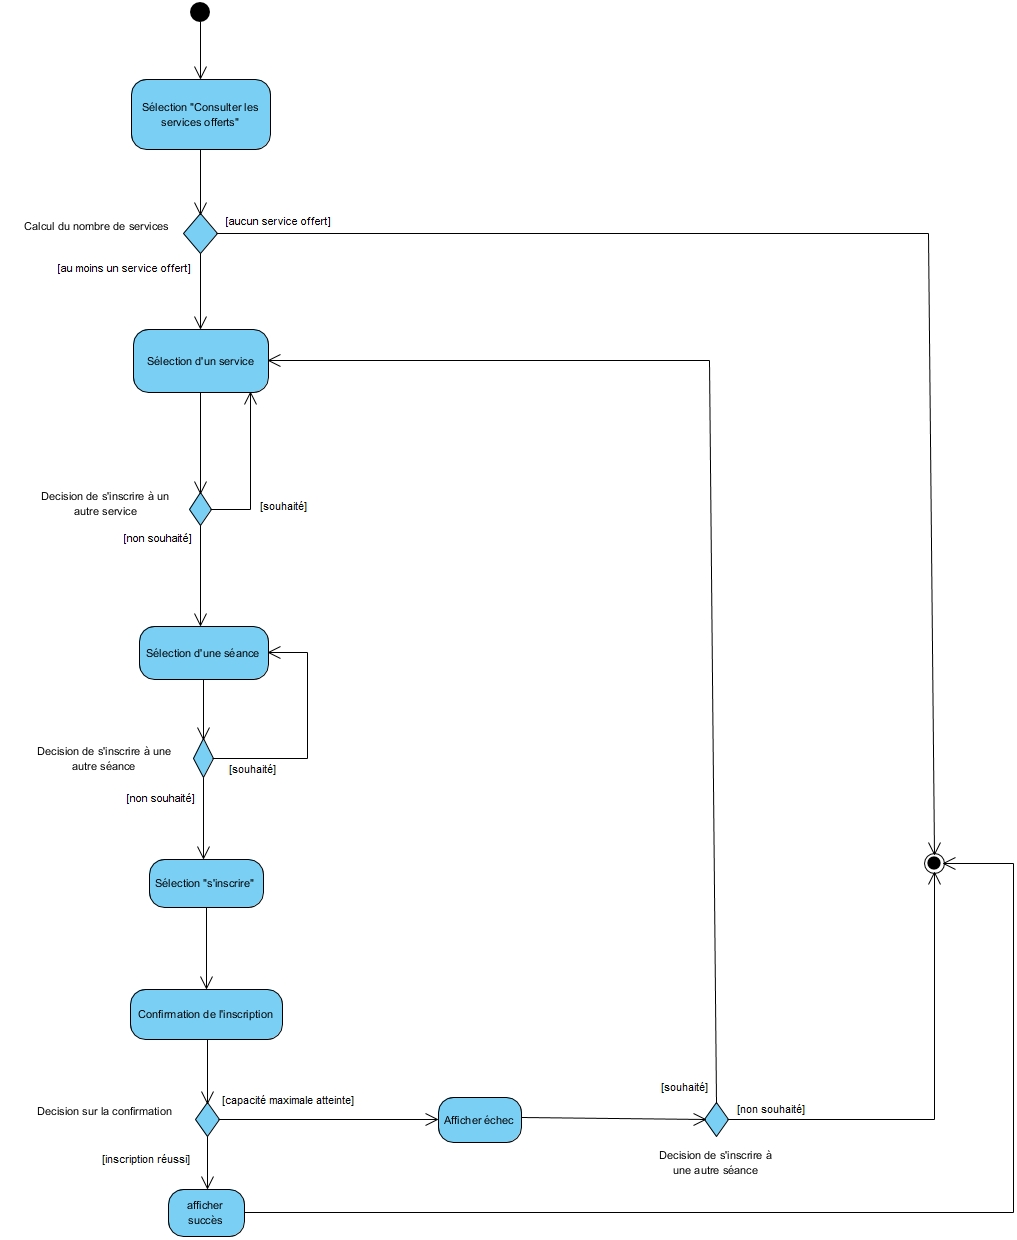 Sélection "Consulter les
services offerts"
[aucun service offert]
Calcul du nombre de services
[au moins un service offert]
Sélection d'un service
Decision de s'inscrire à un
autre service
[souhaité]
[non souhaité]
Sélection d'une séance
Decision de s'inscrire à une
autre séance
[souhaité]
[non souhaité]
Sélection "s'inscrire"
Confirmation de l'inscription
[souhaité]
[capacité maximale atteinte]
[non souhaité]
Decision sur la confirmation
Afficher échec
Decision de s'inscrire à
une autre séance
[inscription réussi]
afficher
succès